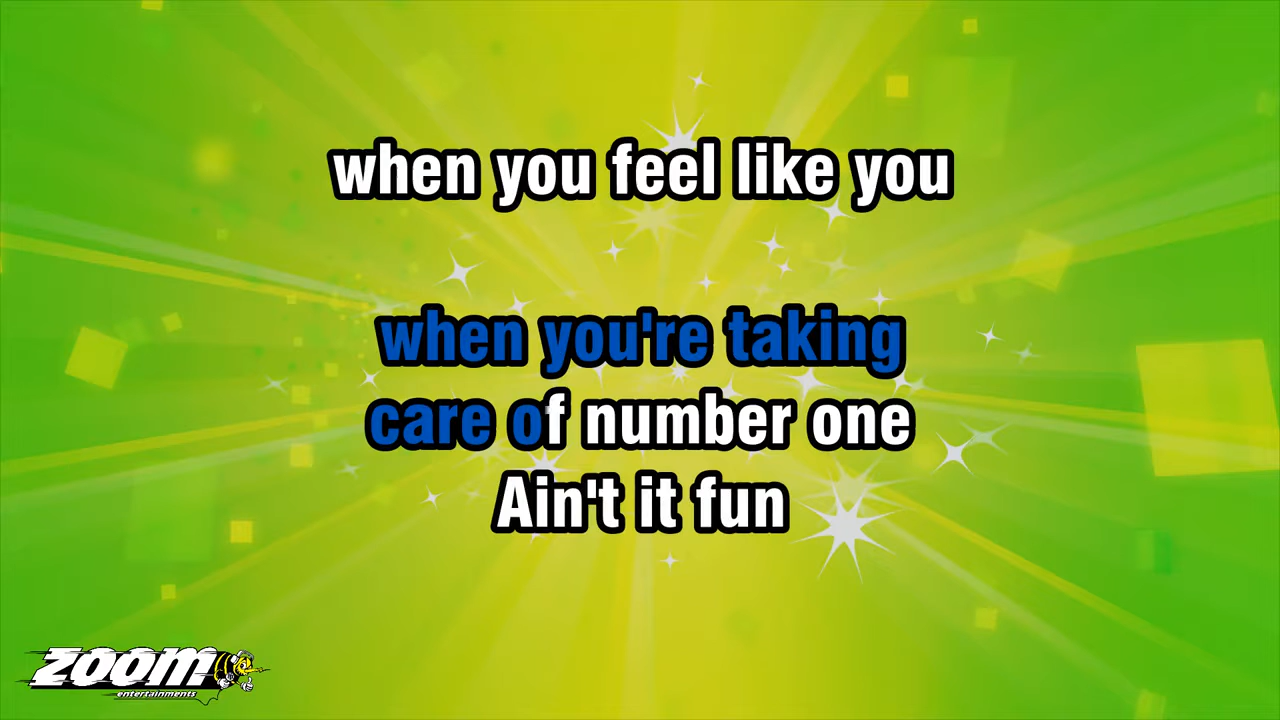 when you feel like you
when you're taking
care of number one
Ain't it fun
zoom
entertainments